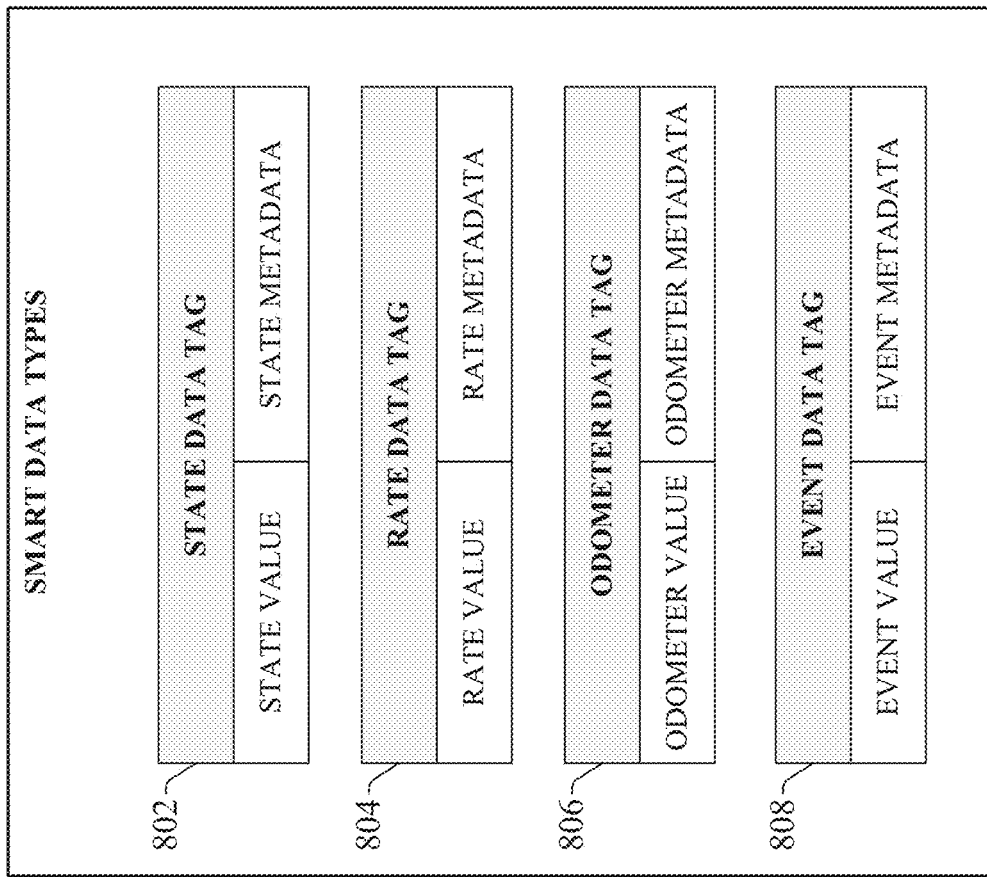 SMART DATA TYPES
802
STATE DATA TAG
STATE VALUE STATE METADATA
804
RATE DATA TAG
RATE VALUE RATE METADATA
806
ODOMETER DATA TAG
ODOMETER VALUE ODOMETER METADATA
808
EVENT DATA TAG
EVENT VALUE EVENT METADATA